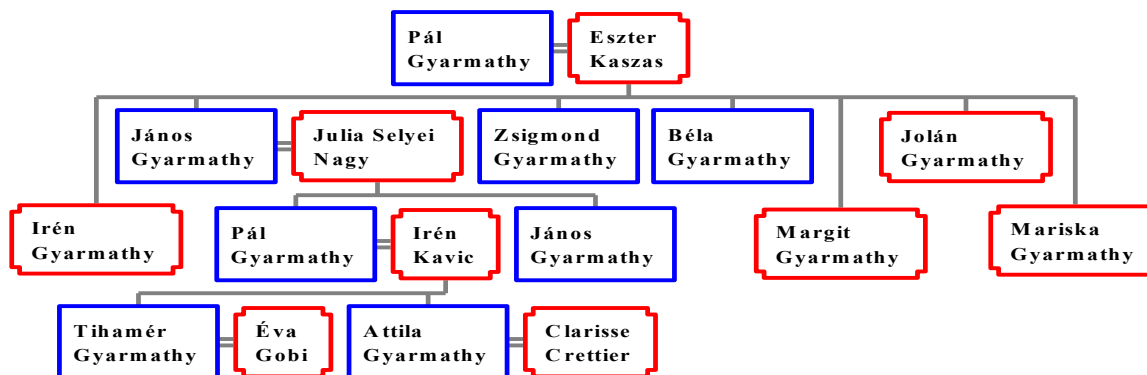 Pál
Gyarmathy
Eszter
Kaszas
János
Gyarmathy
Julia Selyei
Nagy
Zsigmond
Gyarmathy
Béla
Gyarmathy
Jolán
Gyarmathy
Irén
Gyarmathy
Pál
Gyarmathy
Irén
Kavic
János
Gyarmathy
Margit
Gyarmathy
Mariska
Gyarmathy
Tihamér
Gyarmathy
Éva
Gobi
Attila
Gyarmathy
Clarisse
Crettier